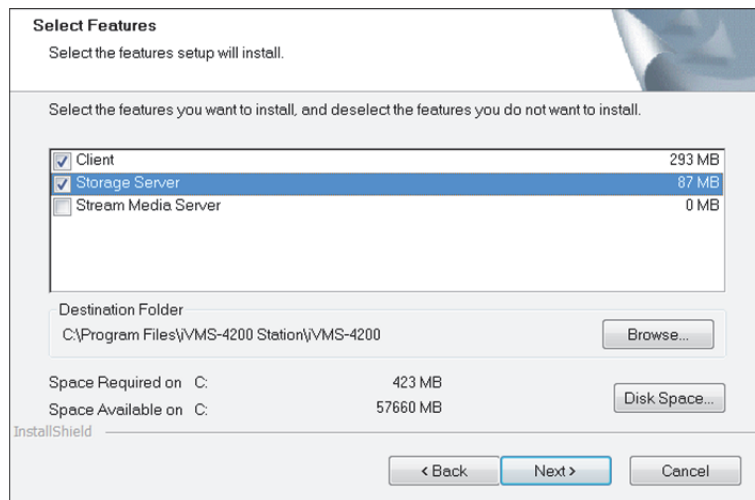 Select Features
Select the features setup will install.
Select the features you want to install, and deselect the features you do not want to install.
Client 293 MB
Storage Server 87 MB
Stream Media Server 0 MB
Destination Folder
C:\Program Files\iVMS-4200 Station\iVMS-4200
Browse...
Space Required on C: 423 MB
Space Available on C: 57660 MB
Disk Space...
InstallShield
< Back Next > Cancel